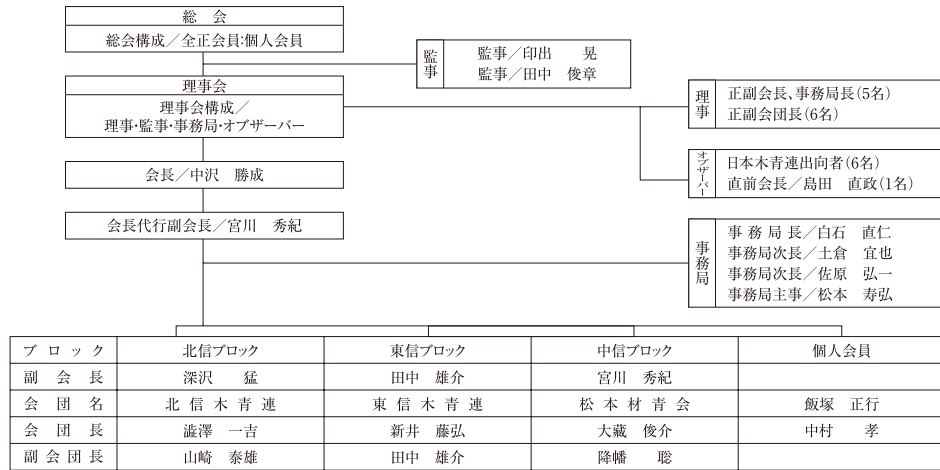 総　会
総会構成／全正会員:個人会員
監事
監事／印出　晃
監事／田中　俊章
理事会
理事会構成／
理事・監事・事務局・オブザーバー
理事
正副会長、事務局長(5名)
正副会団長(6名)
オブザーバー
日本木青連出向者(6名)
直前会長／島田　直政(1名)
会長／中沢　勝成
会長代行副会長／宮川　秀紀
事務局
事務局長／白石　直仁
事務局次長／土倉　宜也
事務局次長／佐原　弘一
事務局主事／松本　寿弘
ブロック　北信ブロック　東信ブロック　中信ブロック　個人会員
副会長　深沢　猛　田中　雄介　宮川　秀紀
会団名　北信木青連　東信木青連　松本材青会　飯塚　正行
会団長　澁澤　一吉　新井　藤弘　大蔵　俊介　中村　孝
副会団長　山崎　泰雄　田中　雄介　降幡　聡